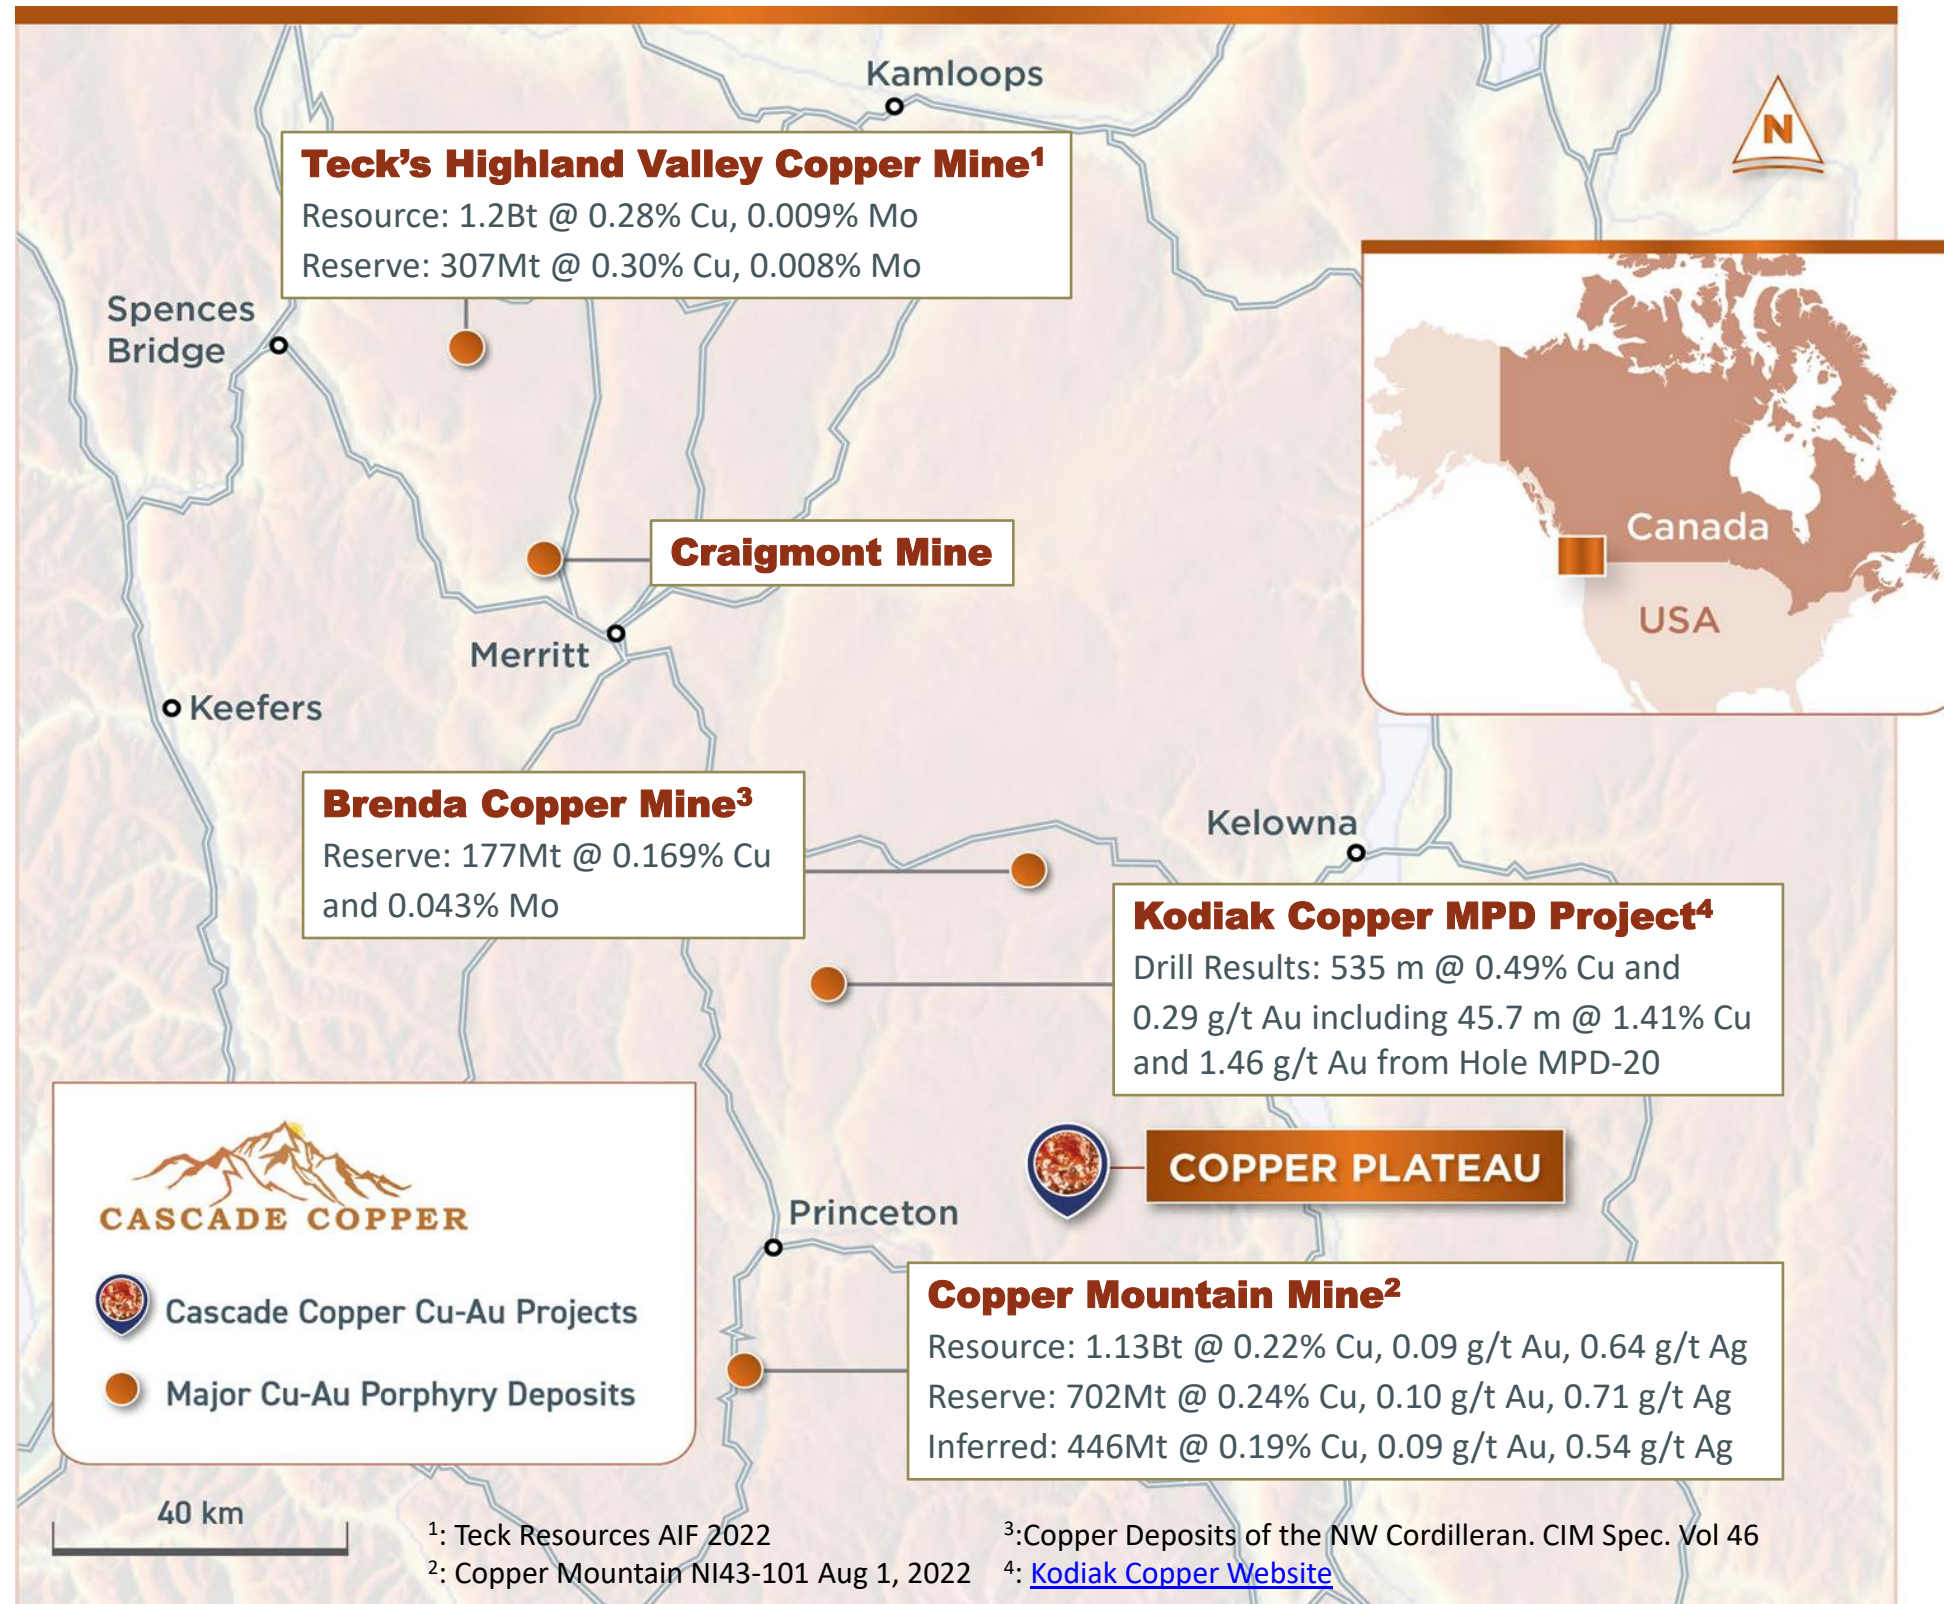 Kamloops
N
Teck’s Highland Valley Copper Mine¹
Resource: 1.2Bt @ 0.28% Cu, 0.009% Mo
Reserve: 307Mt @ 0.30% Cu, 0.008% Mo
Spences
Bridge
Canada
USA
Craigmont Mine
Merritt
Keefers
Brenda Copper Mine³
Reserve: 177Mt @ 0.169% Cu
and 0.043% Mo
Kelowna
Kodiak Copper MPD Project⁴
Drill Results: 535 m @ 0.49% Cu and
0.29 g/t Au including 45.7 m @ 1.41% Cu
and 1.46 g/t Au from Hole MPD-20
COPPER PLATEAU
Princeton
Copper Mountain Mine²
Resource: 1.13Bt @ 0.22% Cu, 0.09 g/t Au, 0.64 g/t Ag
Reserve: 702Mt @ 0.24% Cu, 0.10 g/t Au, 0.71 g/t Ag
Inferred: 446Mt @ 0.19% Cu, 0.09 g/t Au, 0.54 g/t Ag
CASCADE COPPER
Cascade Copper Cu-Au Projects
Major Cu-Au Porphyry Deposits
40 km
¹: Teck Resources AIF 2022
²: Copper Mountain NI43-101 Aug 1, 2022
³:Copper Deposits of the NW Cordilleran. CIM Spec. Vol 46
⁴: Kodiak Copper Website